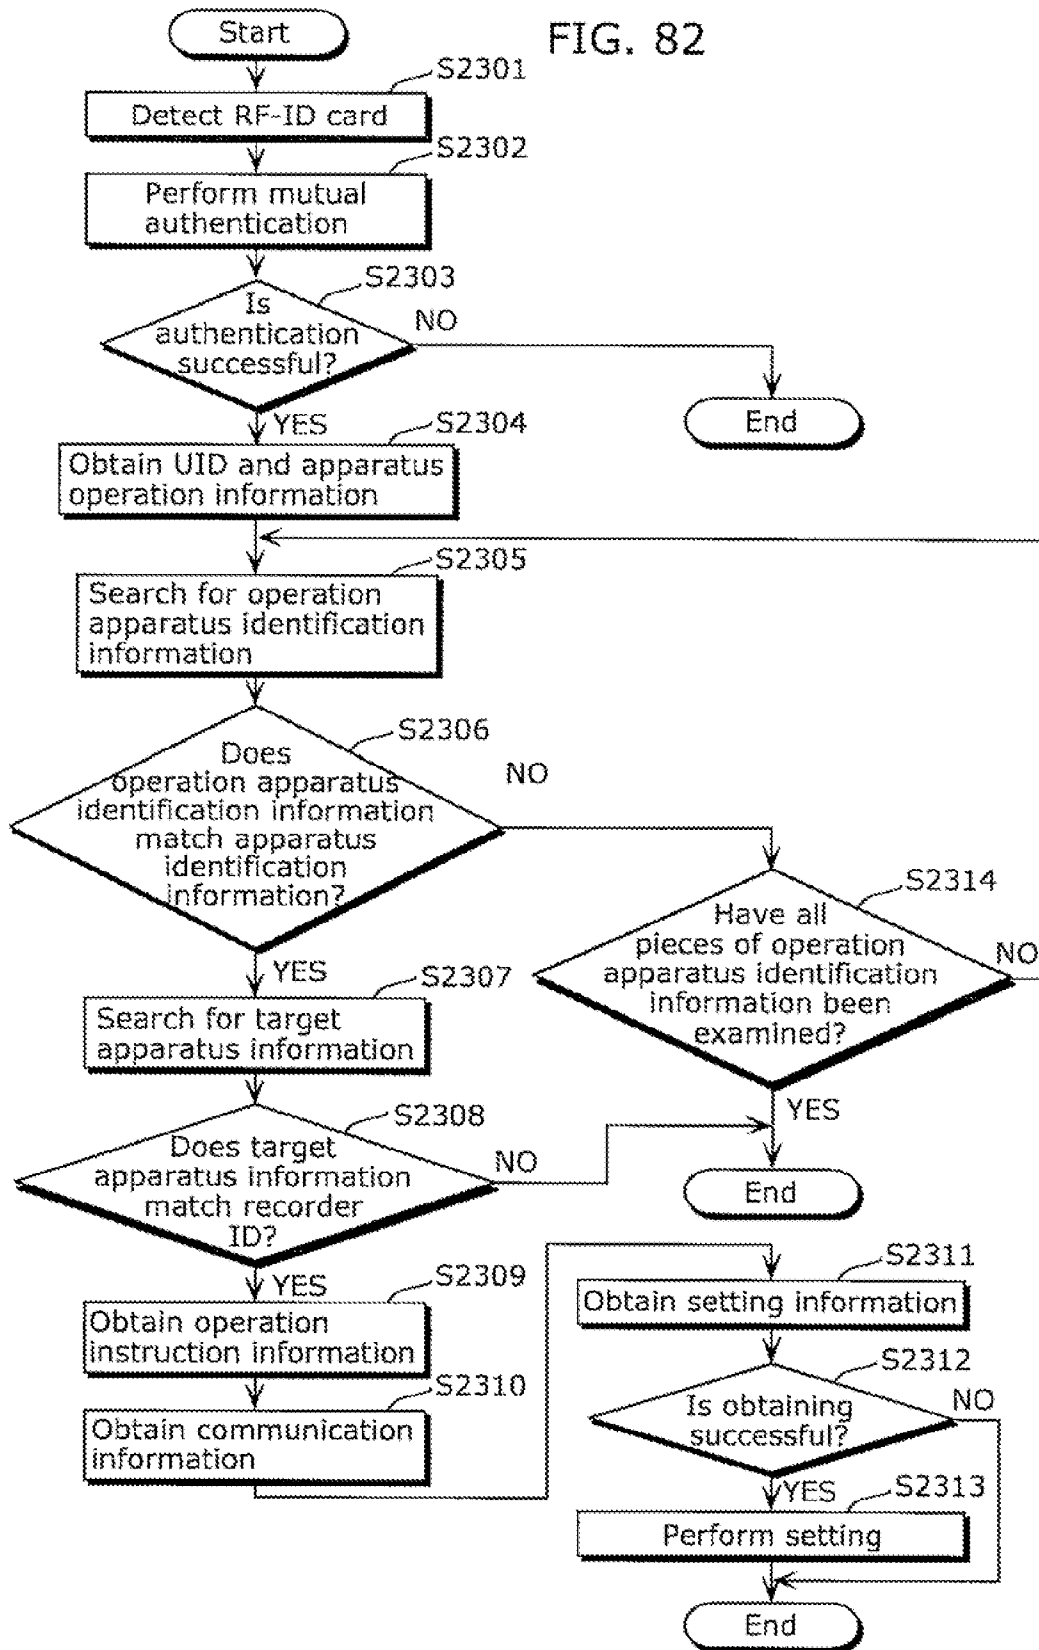 FIG. 82
Start
S2301
Detect RF-ID card
S2302
Perform mutual
authentication
S2303
Is
authentication
successful?
NO
End
YES
S2304
Obtain UID and apparatus
operation information
S2305
Search for operation
apparatus identification
information
S2306
Does
operation apparatus
identification information
match apparatus
identification
information?
NO
S2314
Have all
pieces of operation
apparatus identification
information been
examined?
NO
YES
End
YES
S2307
Search for target
apparatus information
S2308
Does target
apparatus information
match recorder
ID?
NO
YES
S2309
Obtain operation
instruction information
S2310
Obtain communication
information
S2311
Obtain setting information
S2312
Is obtaining
successful?
NO
YES
S2313
Perform setting
End